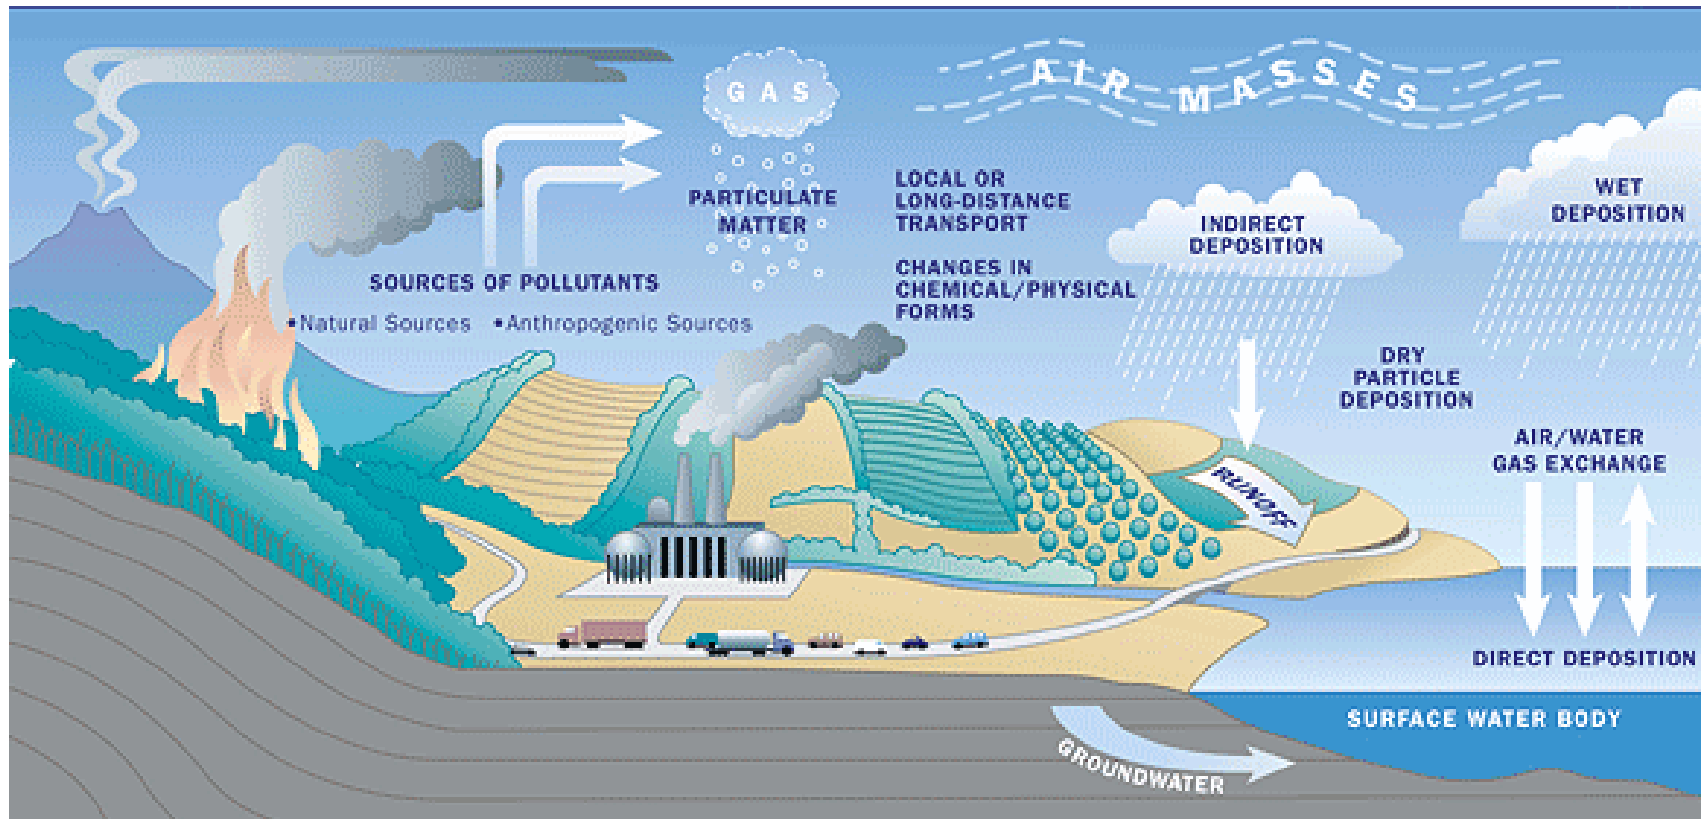 GAS
AIR MASSES
PARTICULATE
MATTER
LOCAL OR
LONG-DISTANCE
TRANSPORT
CHANGES IN
CHEMICAL/PHYSICAL
FORMS
INDIRECT
DEPOSITION
WET
DEPOSITION
SOURCES OF POLLUTANTS
•Natural Sources •Anthropogenic Sources
DRY
PARTICLE
DEPOSITION
AIR/WATER
GAS EXCHANGE
RUNOFF
DIRECT DEPOSITION
SURFACE WATER BODY
GROUNDWATER